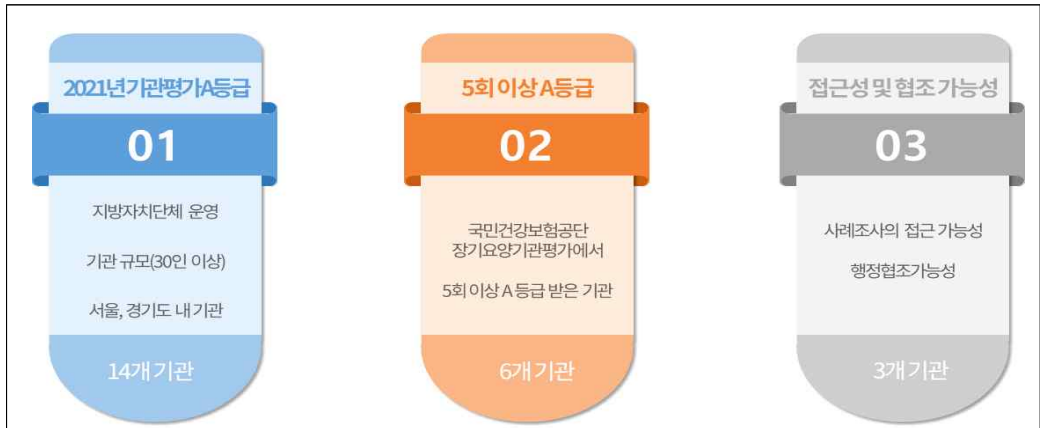 2021년 기관평가 A등급
01
지방자치단체 운영
기관 규모(30인 이상)
서울, 경기도 내 기관
14개 기관
5회 이상 A등급
02
국민건강보험공단
장기요양기관평가에서
5회 이상 A 등급 받은 기관
6개 기관
접근성 및 협조 가능성
03
사례조사의 접근 가능성
행정협조가능성
3개 기관